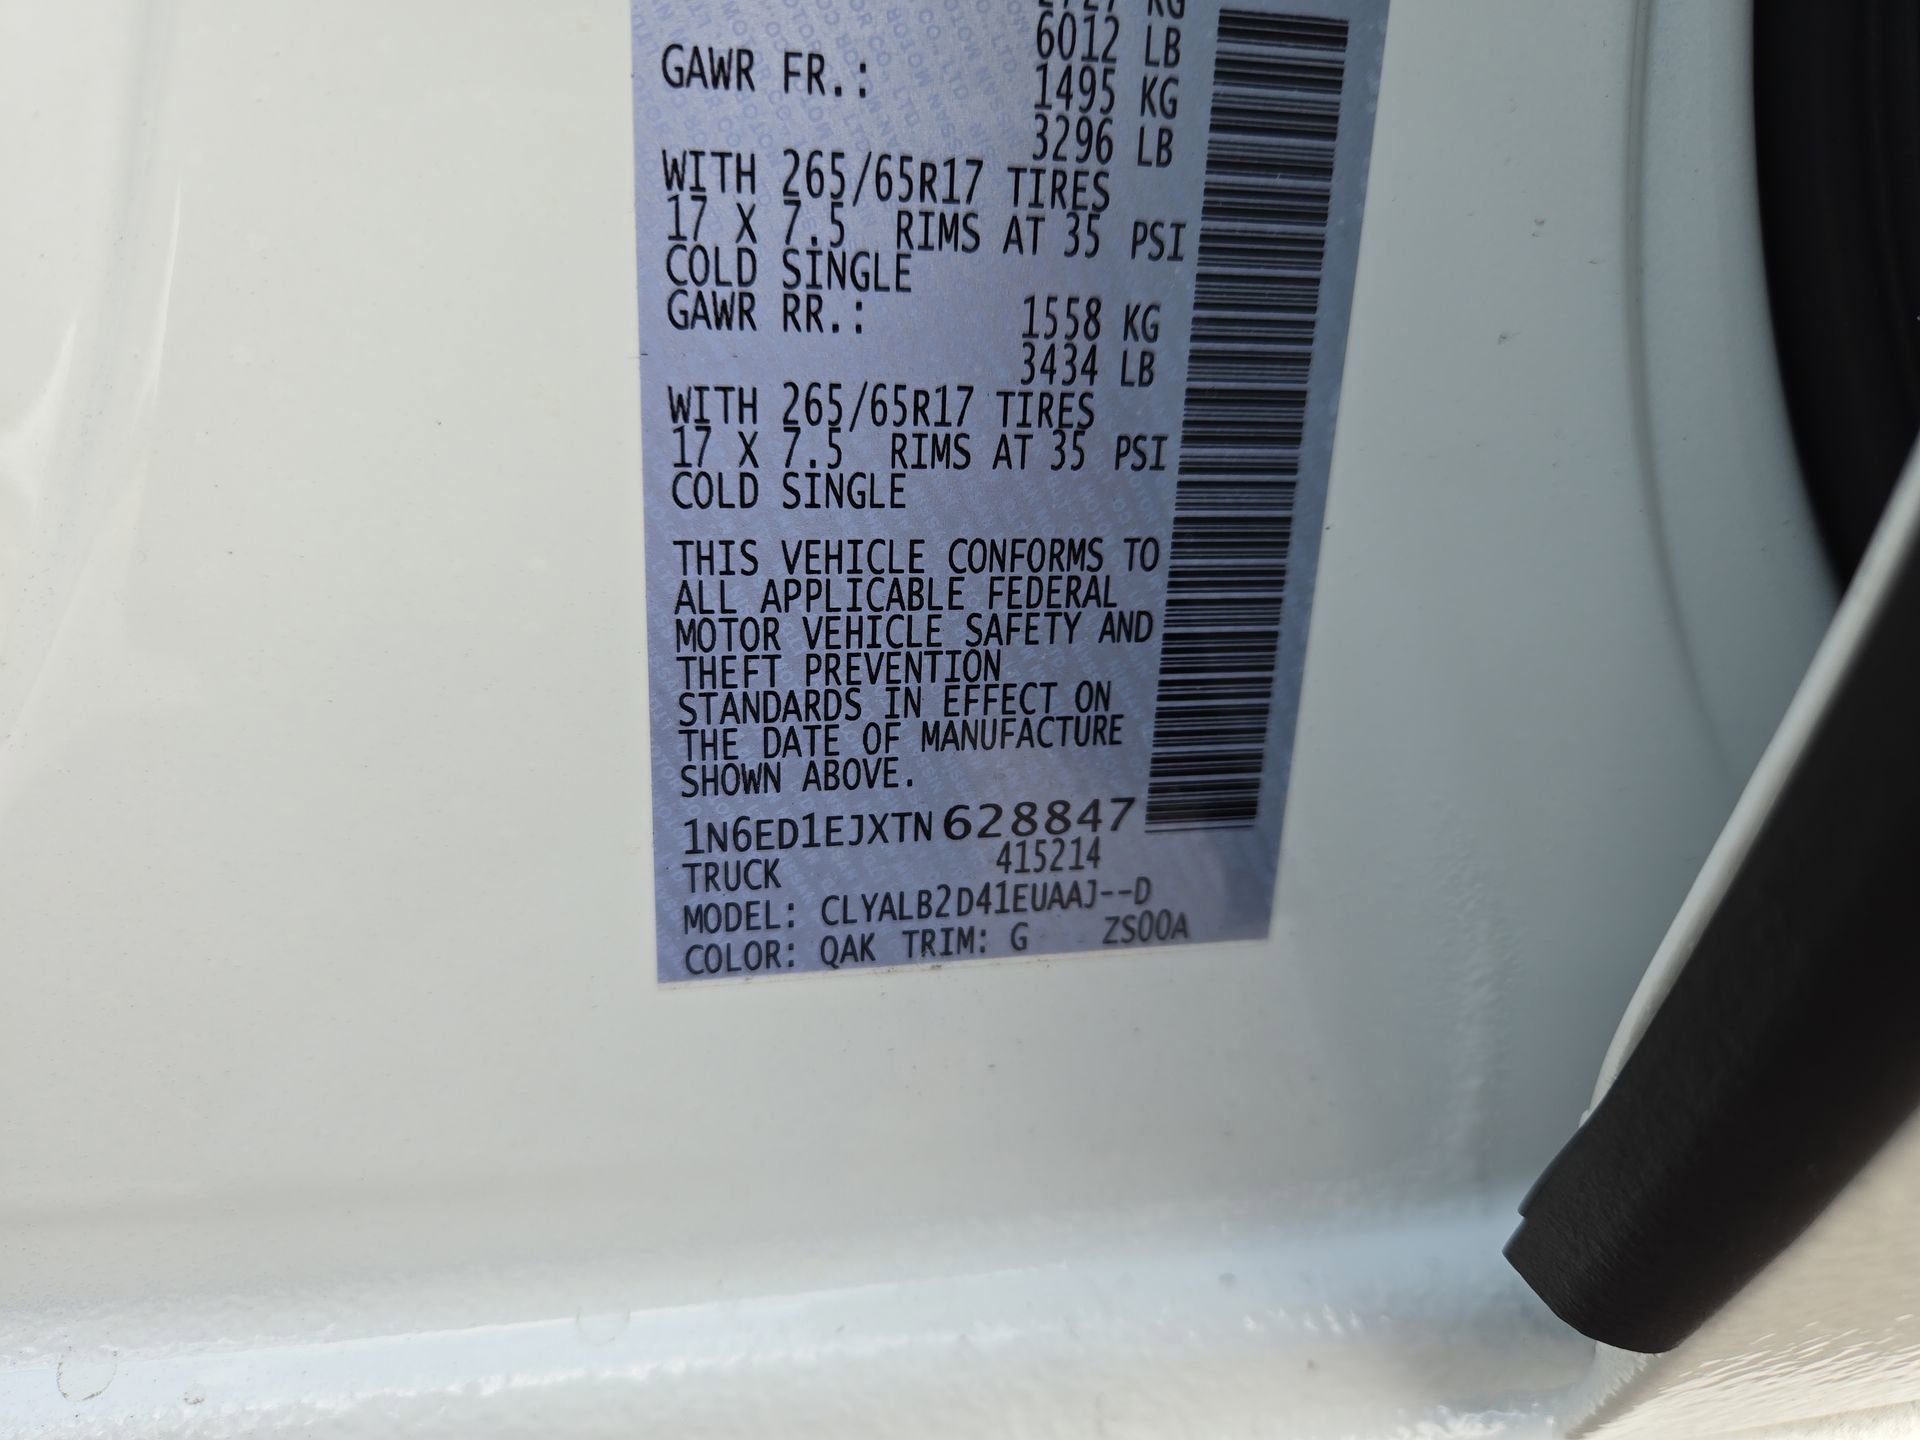 KG
6012 LB
GAWR FR.: 1495 KG
3296 LB
WITH 265/65R17 TIRES
17 X 7.5 RIMS AT 35 PSI
COLD SINGLE
GAWR RR.: 1558 KG
3434 LB
WITH 265/65R17 TIRES
17 X 7.5 RIMS AT 35 PSI
COLD SINGLE
THIS VEHICLE CONFORMS TO
ALL APPLICABLE FEDERAL
MOTOR VEHICLE SAFETY AND
THEFT PREVENTION
STANDARDS IN EFFECT ON
THE DATE OF MANUFACTURE
SHOWN ABOVE.
1N6ED1EJXTN628847
TRUCK 415214
MODEL: CLYALB2D41EUAAJ--D
COLOR: QAK TRIM: G ZS00A